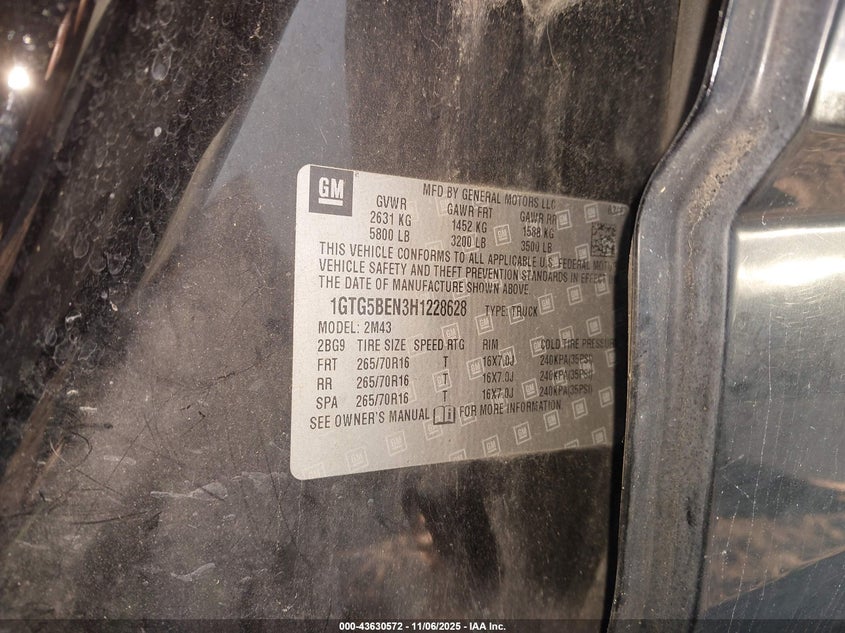 GM
MFD BY GENERAL MOTORS LLC
GVWR GAWR FRT GAWR RR
2631 KG 1452 KG 1588 KG
5800 LB 3200 LB 3500 LB
THIS VEHICLE CONFORMS TO ALL APPLICABLE U.S. FEDERAL
VEHICLE SAFETY AND THEFT PREVENTION STANDARDS IN EFFECT
THE DATE OF MANUFACTURE SHOWN ABOVE.
1GTG5BEN3H1228628 TYPE: TRUCK
MODEL: 2M43
2BG9 TIRE SIZE SPEED RTG RIM COLD TIRE PRESSURE
FRT 265/70R16 T 16X7.0J 240KPA(35PSI)
RR 265/70R16 T 16X7.0J 240KPA(35PSI)
SPA 265/70R16 T 16X7.0J 240KPA(35PSI)
SEE OWNER'S MANUAL FOR MORE INFORMATION.
000-43630572 - 11/06/2025 - IAA Inc.